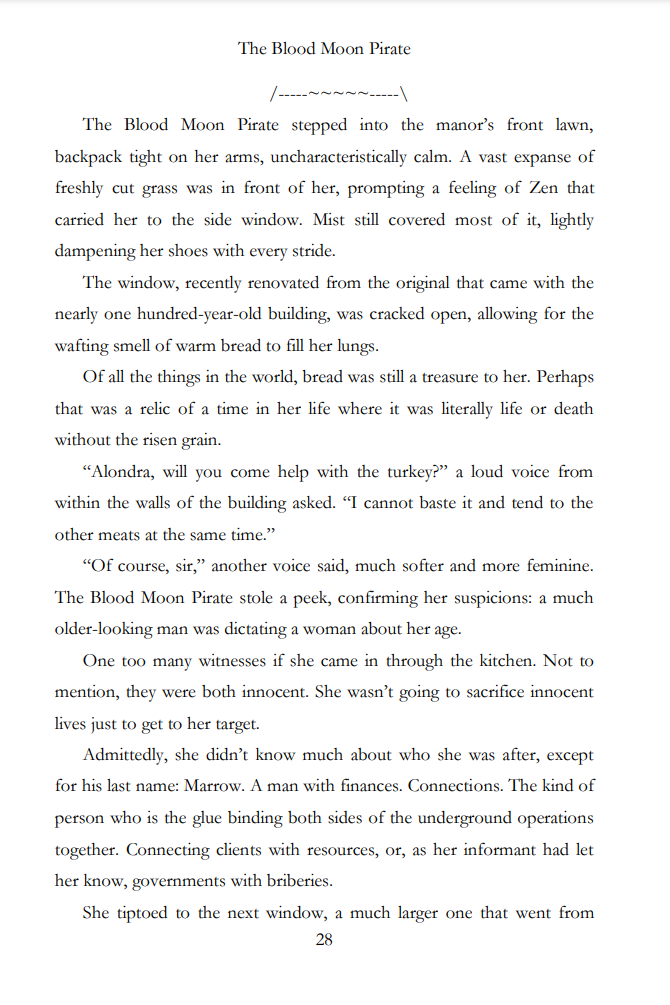 The Blood Moon Pirate
/-----~~~~~-----\
The Blood Moon Pirate stepped into the manor’s front lawn,
backpack tight on her arms, uncharacteristically calm. A vast expanse of
freshly cut grass was in front of her, prompting a feeling of Zen that
carried her to the side window. Mist still covered most of it, lightly
dampening her shoes with every stride.
The window, recently renovated from the original that came with the
nearly one hundred-year-old building, was cracked open, allowing for the
wafting smell of warm bread to fill her lungs.
Of all the things in the world, bread was still a treasure to her. Perhaps
that was a relic of a time in her life where it was literally life or death
without the risen grain.
“Alondra, will you come help with the turkey?” a loud voice from
within the walls of the building asked. “I cannot baste it and tend to the
other meats at the same time.”
“Of course, sir,” another voice said, much softer and more feminine.
The Blood Moon Pirate stole a peek, confirming her suspicions: a much
older-looking man was dictating a woman about her age.
One too many witnesses if she came in through the kitchen. Not to
mention, they were both innocent. She wasn’t going to sacrifice innocent
lives just to get to her target.
Admittedly, she didn’t know much about who she was after, except
for his last name: Marrow. A man with finances. Connections. The kind of
person who is the glue binding both sides of the underground operations
together. Connecting clients with resources, or, as her informant had let
her know, governments with briberies.
She tiptoed to the next window, a much larger one that went from
28